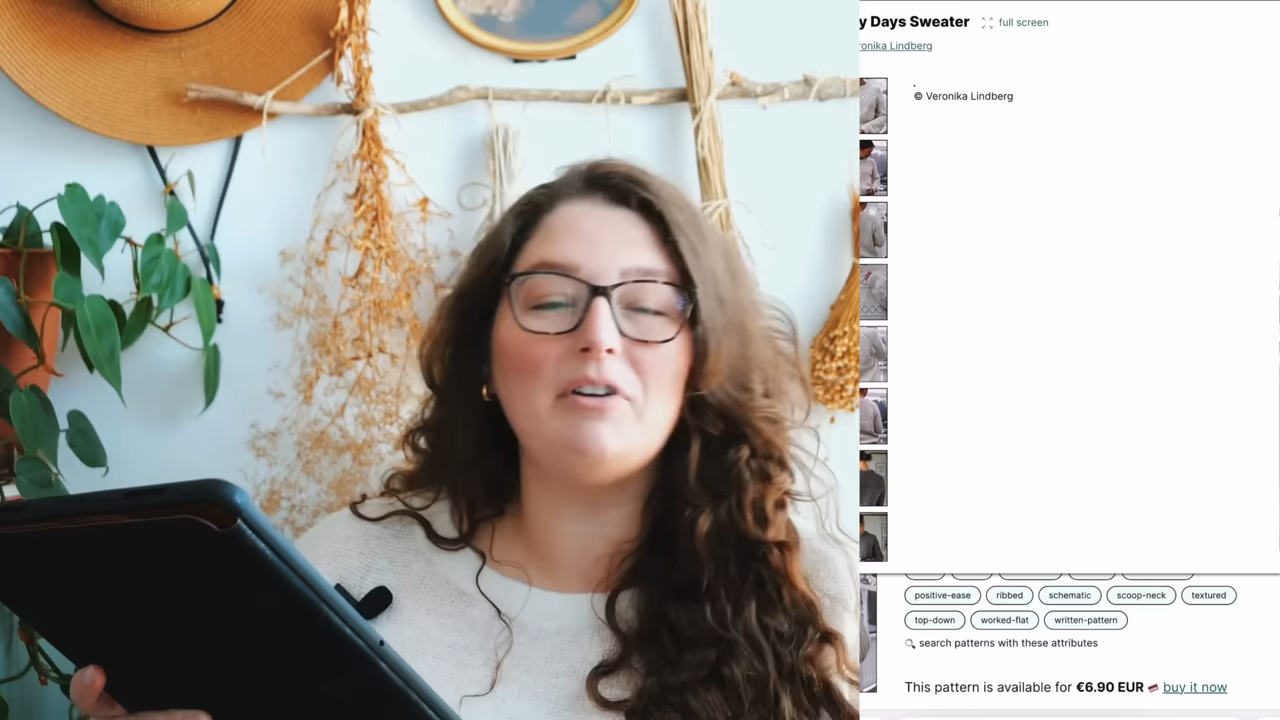 y Days Sweater full screen
ronika Lindberg
© Veronika Lindberg
positive-ease ribbed schematic scoop-neck textured
top-down worked-flat written-pattern
search patterns with these attributes
This pattern is available for €6.90 EUR buy it now